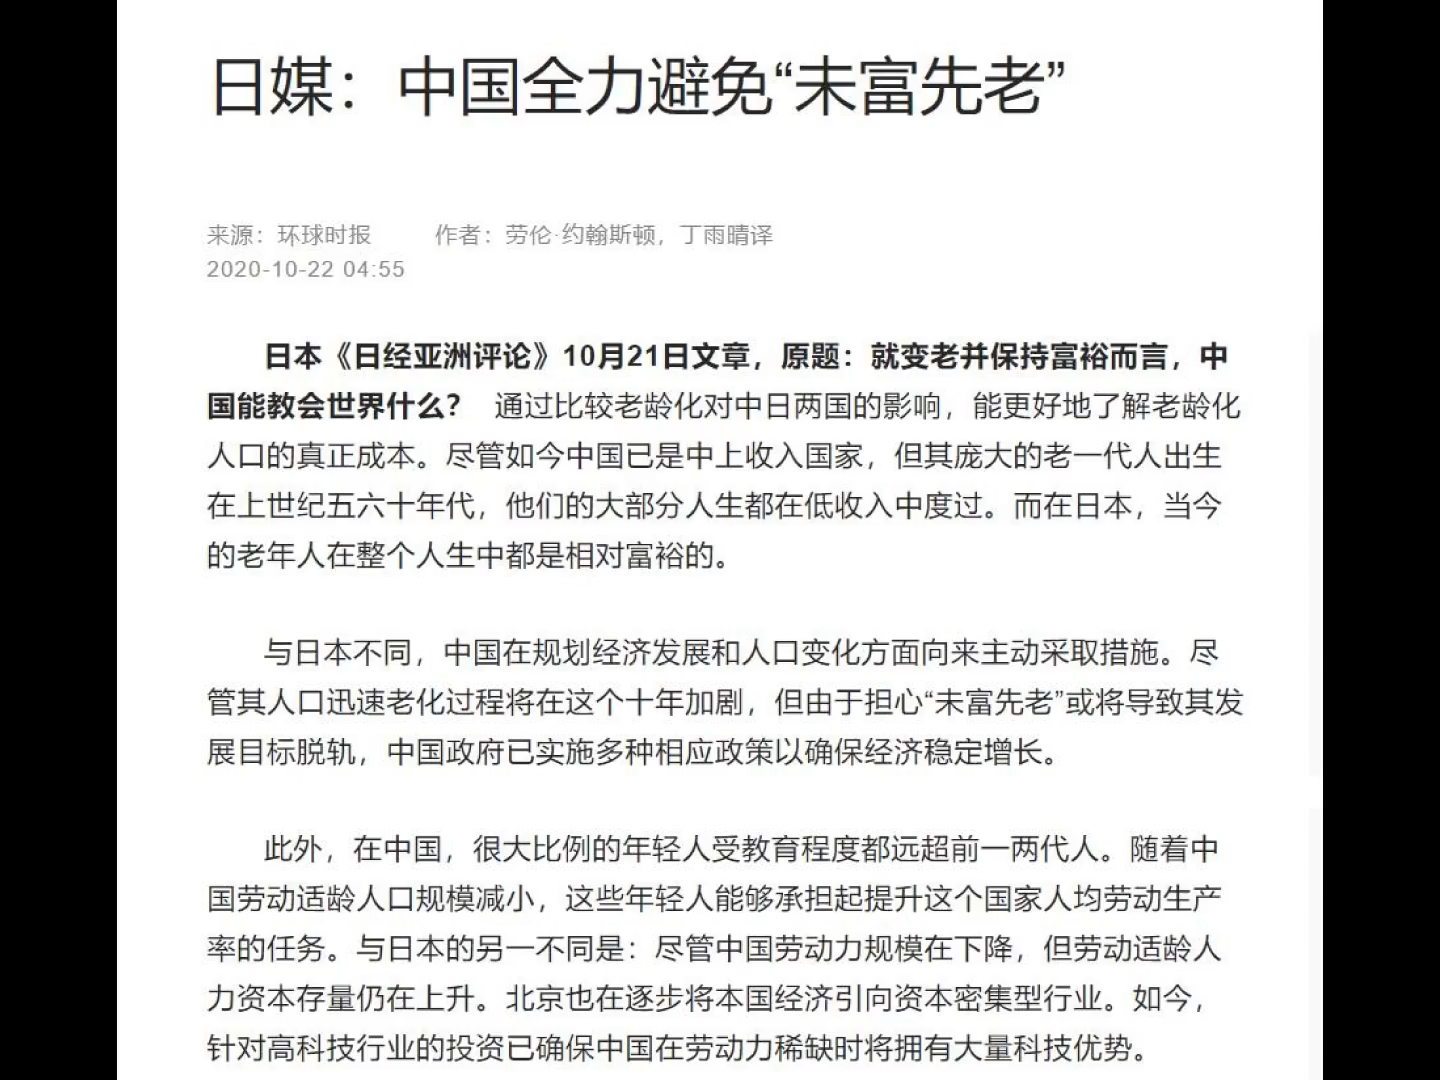 日媒：中国全力避免“未富先老”
来源：环球时报 作者：劳伦·约翰斯顿，丁雨晴译
2020-10-22 04:55
日本《日经亚洲评论》10月21日文章，原题：就变老并保持富裕而言，中
国能教会世界什么？ 通过比较老龄化对中日两国的影响，能更好地了解老龄化
人口的真正成本。尽管如今中国已是中上收入国家，但其庞大的老一代人出生
在上世纪五六十年代，他们的大部分人生都在低收入中度过。而在日本，当今
的老年人在整个人生中都是相对富裕的。
与日本不同，中国在规划经济发展和人口变化方面向来主动采取措施。尽
管其人口迅速老化过程将在这个十年加剧，但由于担心“未富先老”或将导致其发
展目标脱轨，中国政府已实施多种相应政策以确保经济稳定增长。
此外，在中国，很大比例的年轻人受教育程度都远超前一两代人。随着中
国劳动适龄人口规模减小，这些年轻人能够承担起提升这个国家人均劳动生产
率的任务。与日本的另一不同是：尽管中国劳动力规模在下降，但劳动适龄人
力资本存量仍在上升。北京也在逐步将本国经济引向资本密集型行业。如今，
针对高科技行业的投资已确保中国在劳动力稀缺时将拥有大量科技优势。